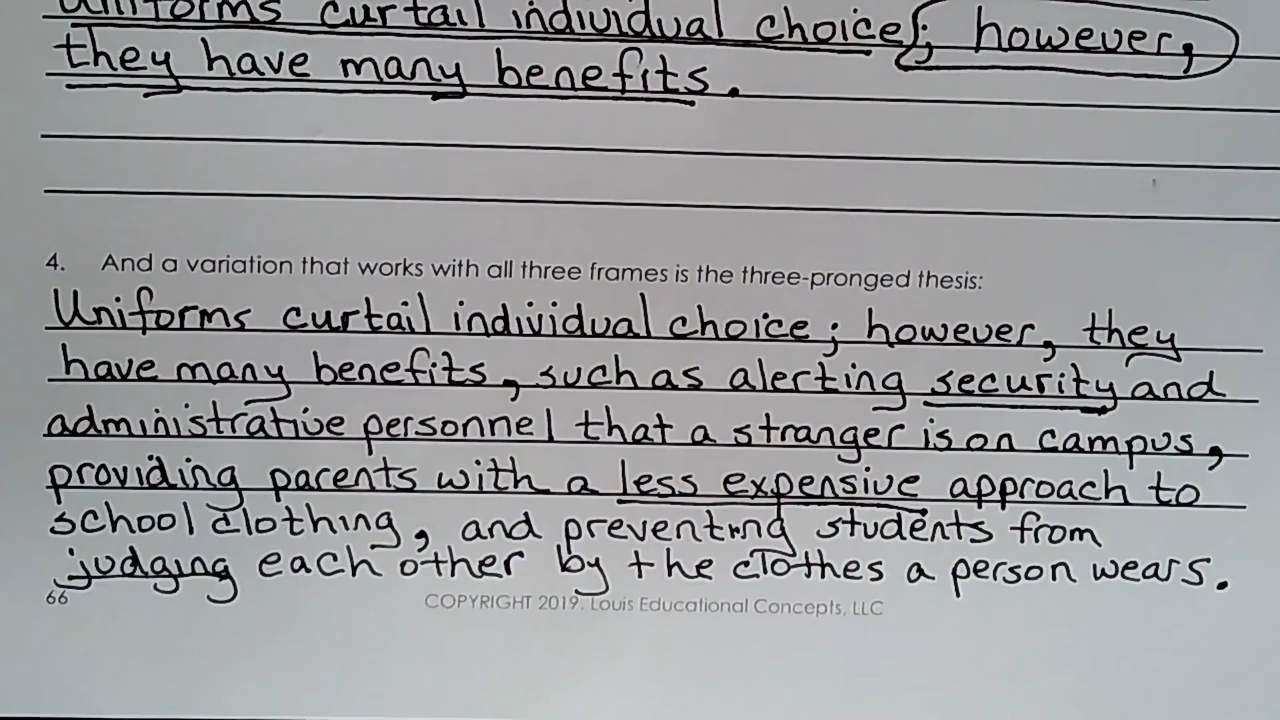 Uniforms curtail individual choice; however,
they have many benefits.
4. And a variation that works with all three frames is the three-pronged thesis:
Uniforms curtail individual choice; however, they
have many benefits, such as alerting security and
administrative personnel that a stranger is on campus,
providing parents with a less expensive approach to
school clothing, and preventing students from
judging each other by the clothes a person wears.
66
COPYRIGHT 2019. Louis Educational Concepts, LLC